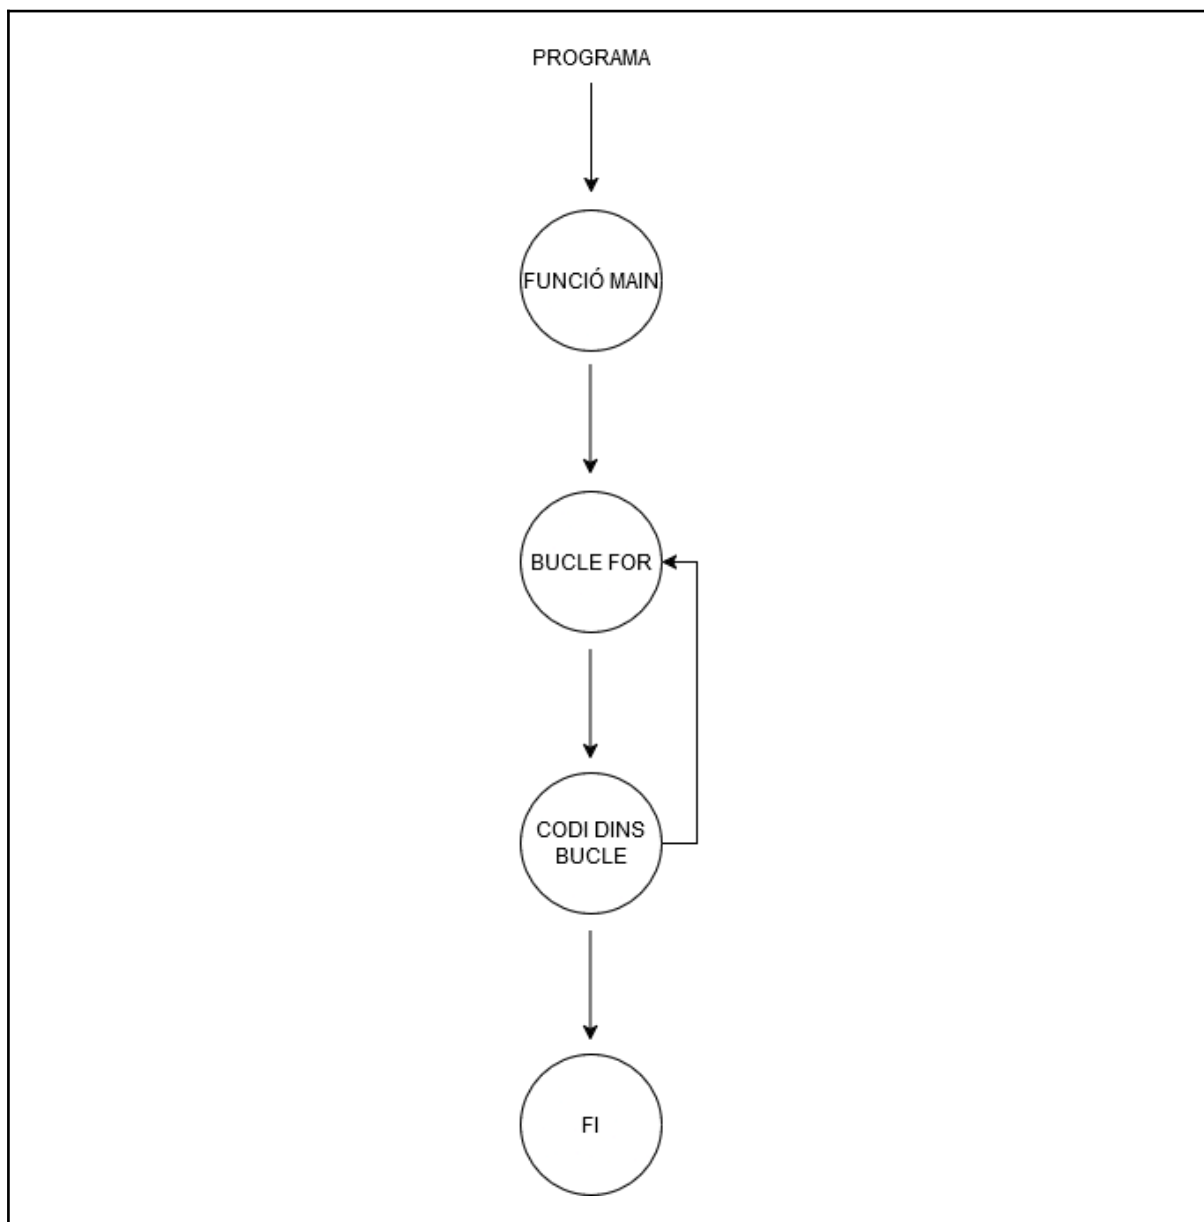 PROGRAMA
FUNCIÓ MAIN
BUCLE FOR
CODI DINS
BUCLE
FI